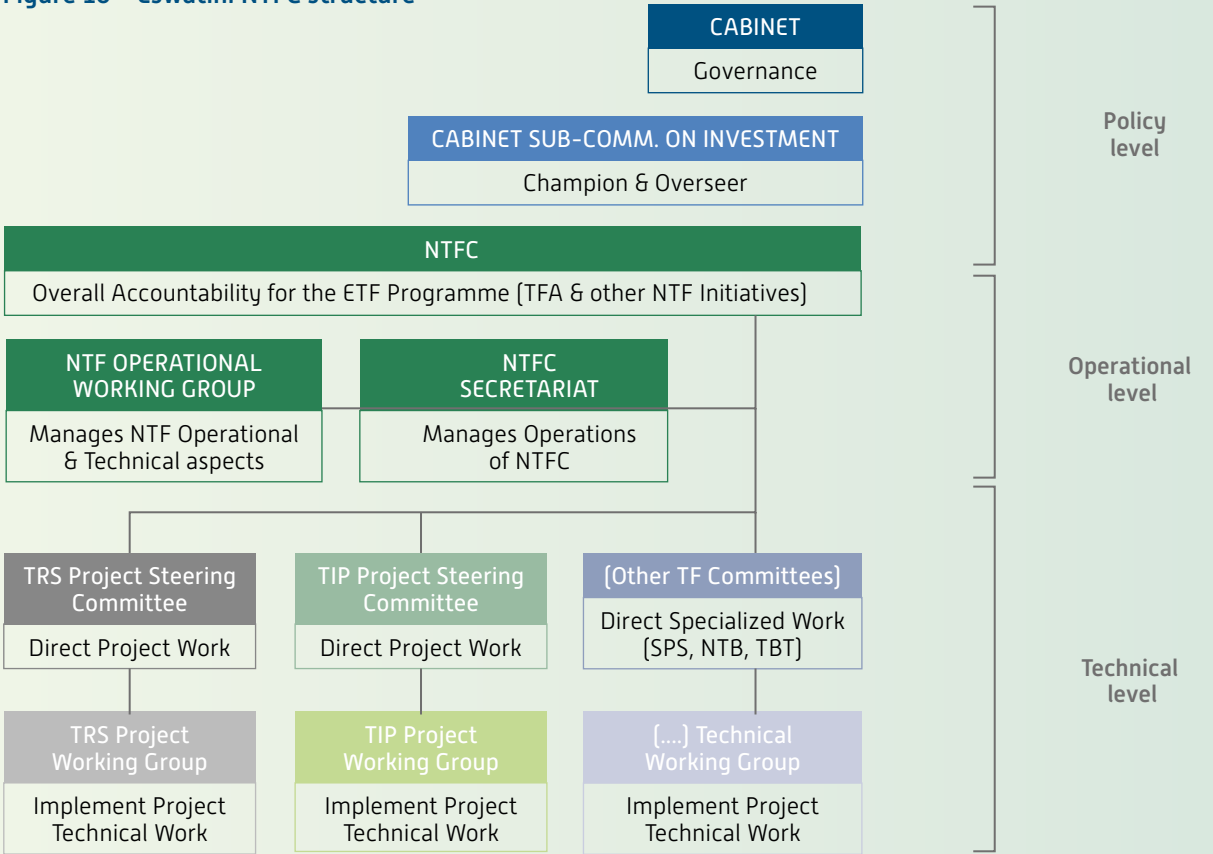 CABINET
Governance
CABINET SUB-COMM. ON INVESTMENT
Champion & Overseer
Policy
level
NTFC
Overall Accountability for the ETF Programme (TFA & other NTF Initiatives)
NTF OPERATIONAL
WORKING GROUP
Manages NTF Operational
& Technical aspects
NTFC
SECRETARIAT
Manages Operations
of NTFC
Operational
level
TRS Project Steering
Committee
Direct Project Work
TIP Project Steering
Committee
Direct Project Work
(Other TF Committees)
Direct Specialized Work
(SPS, NTB, TBT)
TRS Project
Working Group
Implement Project
Technical Work
TIP Project
Working Group
Implement Project
Technical Work
(....) Technical
Working Group
Implement Project
Technical Work
Technical
level